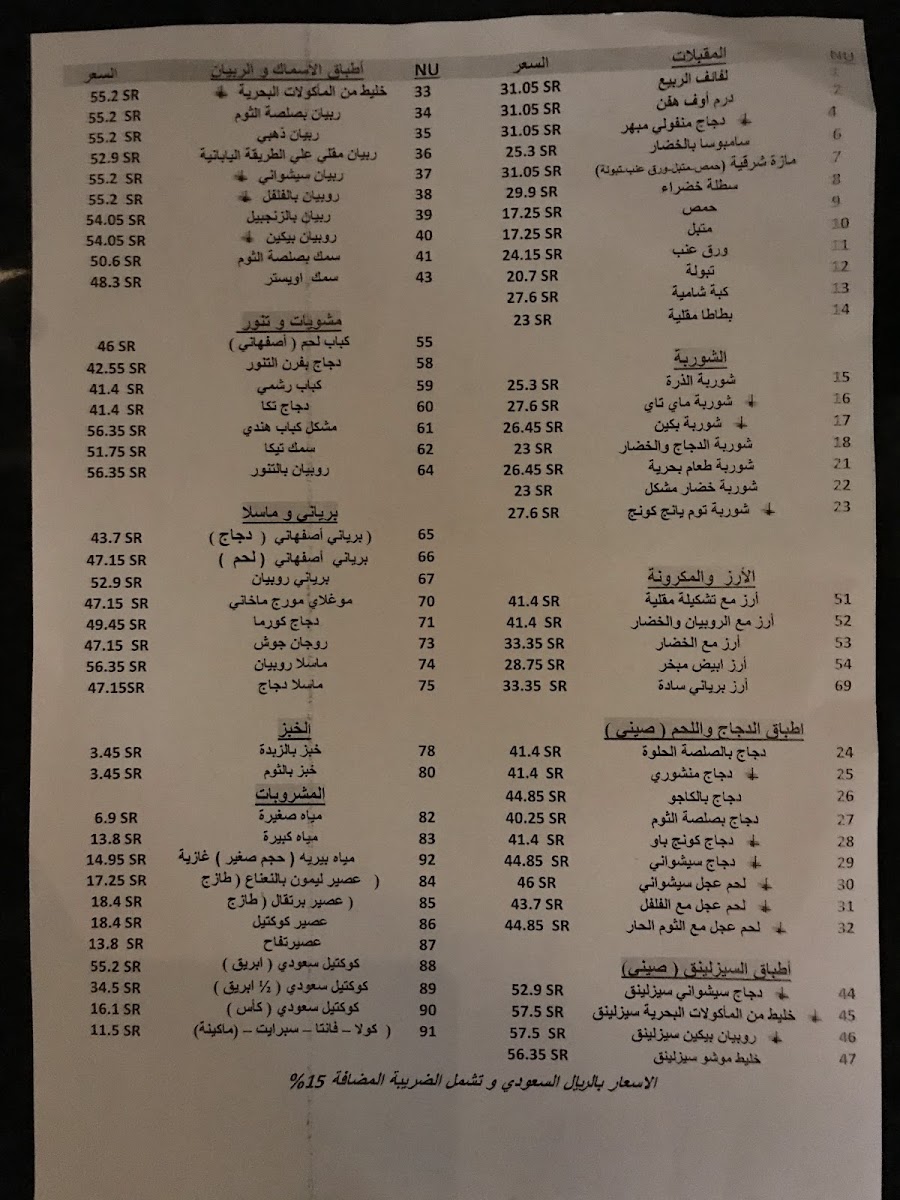 NU المقبلات السعر
1 لفائف الربيع 31.05 SR
2 درم أوف هفن 31.05 SR
4 دجاج منغولي مبهر 31.05 SR
6 سامبوسا بالخضار 25.3 SR
7 مازة شرقية (حمص-متبل-ورق عنب-تبولة) 31.05 SR
8 سلطة خضراء 29.9 SR
9 حمص 17.25 SR
10 متبل 17.25 SR
11 ورق عنب 24.15 SR
12 تبولة 20.7 SR
13 كبة شامية 27.6 SR
14 بطاطا مقلية 23 SR
الشوربة
15 شوربة الذرة 25.3 SR
16 شوربة ماي تاي 27.6 SR
17 شوربة بكين 26.45 SR
18 شوربة الدجاج والخضار 23 SR
21 شوربة طعام بحرية 26.45 SR
22 شوربة خضار مشكل 23 SR
23 شوربة توم يانج كونج 27.6 SR
الأرز والمكرونة
51 أرز مع تشكيلة مقلية 41.4 SR
52 أرز مع الروبيان والخضار 41.4 SR
53 أرز مع الخضار 33.35 SR
54 أرز ابيض مبخر 28.75 SR
69 أرز برياني سادة 33.35 SR
اطباق الدجاج واللحم ( صيني )
24 دجاج بالصلصة الحلوة 41.4 SR
25 دجاج منشوري 41.4 SR
26 دجاج بالكاجو 44.85 SR
27 دجاج بصلصة الثوم 40.25 SR
28 دجاج كونج باو 41.4 SR
29 دجاج سيشواني 44.85 SR
30 لحم عجل سيشواني 46 SR
31 لحم عجل مع الفلفل 43.7 SR
32 لحم عجل مع الثوم الحار 44.85 SR
أطباق السيزلينق ( صيني)
44 دجاج سيشواني سيزلينق 52.9 SR
45 خليط من المأكولات البحرية سيزلينق 57.5 SR
46 روبيان بيكين سيزلينق 57.5 SR
47 خليط موشو سيزلينق 56.35 SR
NU أطباق الأسماك و الربيان السعر
33 خليط من المأكولات البحرية 55.2 SR
34 ربيان بصلصة الثوم 55.2 SR
35 ربيان ذهبي 55.2 SR
36 ربيان مقلي علي الطريقة اليابانية 52.9 SR
37 ربيان سيشواني 55.2 SR
38 روبيان بالفلفل 55.2 SR
39 ربيان بالزنجبيل 54.05 SR
40 روبيان بيكين 54.05 SR
41 سمك بصلصة الثوم 50.6 SR
43 سمك اويستر 48.3 SR
مشويات و تنور
55 كباب لحم ( أصفهاني ) 46 SR
58 دجاج بفرن التنور 42.55 SR
59 كباب رشمي 41.4 SR
60 دجاج تكا 41.4 SR
61 مشكل كباب هندي 56.35 SR
62 سمك تيكا 51.75 SR
64 روبيان بالتنور 56.35 SR
برياني و ماسلا
65 ( برياني أصفهاني ( دجاج ) 43.7 SR
66 برياني أصفهاني ( لحم ) 47.15 SR
67 برياني روبيان 52.9 SR
70 موغلاي مورج ماخاني 47.15 SR
71 دجاج كورما 49.45 SR
73 روجان جوش 47.15 SR
74 ماسلا روبيان 56.35 SR
75 ماسلا دجاج 47.15SR
الخبز
78 خبز بالزبدة 3.45 SR
80 خبز بالثوم 3.45 SR
المشروبات
82 مياه صغيرة 6.9 SR
83 مياه كبيرة 13.8 SR
92 مياه بيريه ( حجم صغير ) غازية 14.95 SR
84 ( عصير ليمون بالنعناع ( طازج 17.25 SR
85 ( عصير برتقال ( طازج 18.4 SR
86 عصير كوكتيل 18.4 SR
87 عصيرتفاح 13.8 SR
88 كوكتيل سعودي ( ابريق ) 55.2 SR
89 كوكتيل سعودي ( ½ ابريق ) 34.5 SR
90 كوكتيل سعودي ( كأس ) 16.1 SR
91 ( كولا – فانتا – سبرايت – (ماكينة) 11.5 SR
الاسعار بالريال السعودي و تشمل الضريبة المضافة 15%